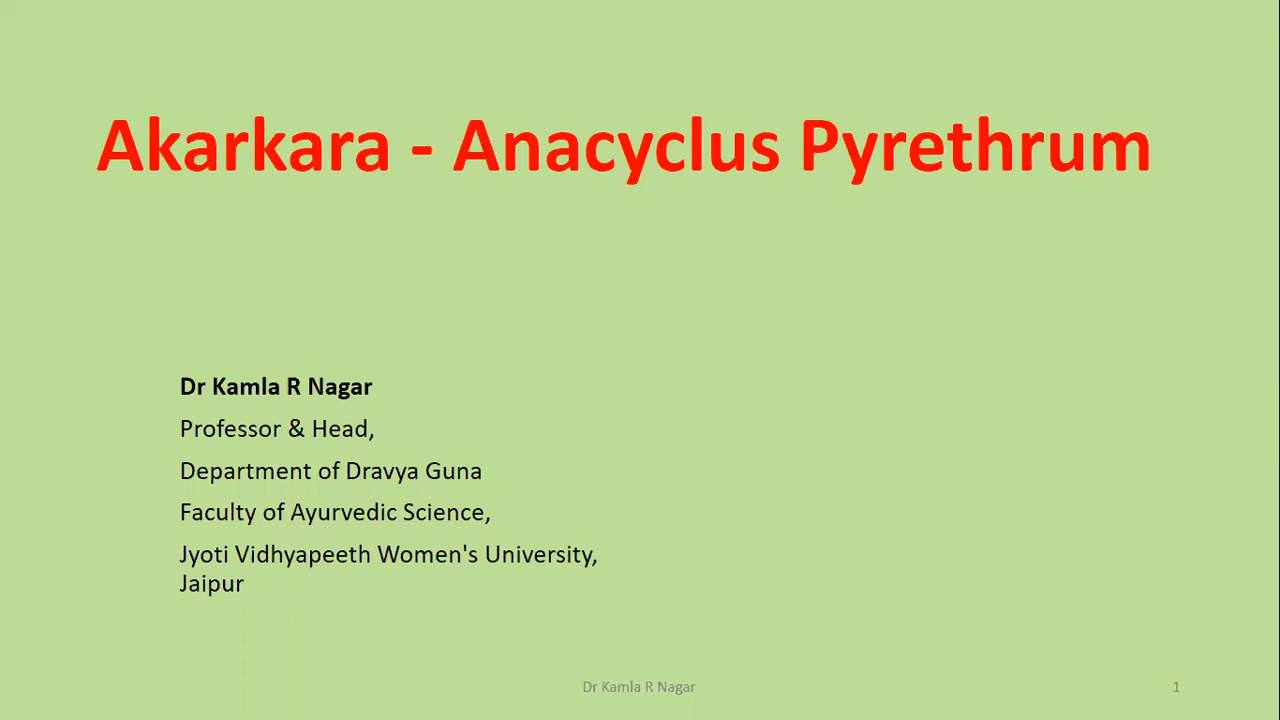 Akarkara - Anacyclus Pyrethrum
Dr Kamla R Nagar
Professor & Head,
Department of Dravya Guna
Faculty of Ayurvedic Science,
Jyoti Vidhyapeeth Women's University,
Jaipur
Dr Kamla R Nagar
1